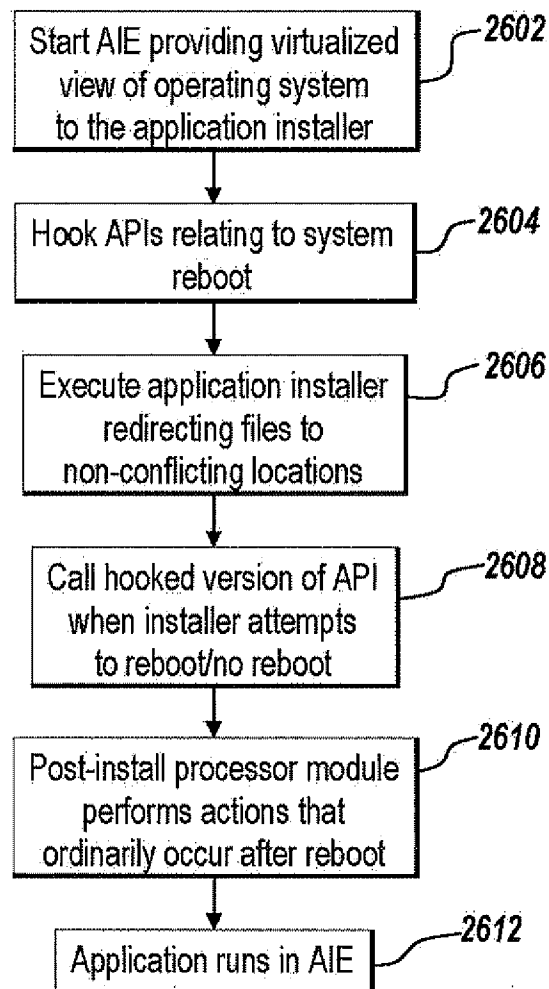 Start AIE providing virtualized
view of operating system
to the application installer
2602
Hook APIs relating to system
reboot
2604
Execute application installer
redirecting files to
non-conflicting locations
2606
Call hooked version of API
when installer attempts
to reboot/no reboot
2608
Post-install processor module
performs actions that
ordinarily occur after reboot
2610
Application runs in AIE
2612